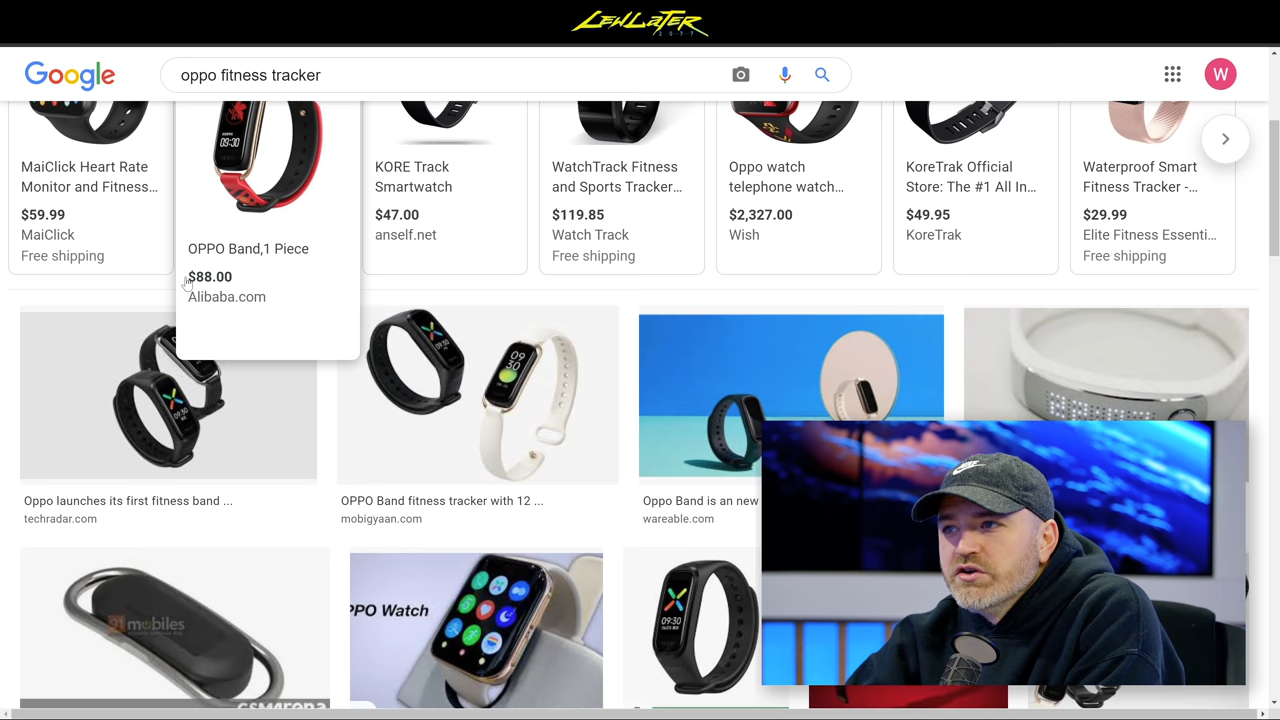 LEWLATER
2077
Google
oppo fitness tracker
W
MaiClick Heart Rate
Monitor and Fitness...
$59.99
MaiClick
Free shipping
09:30
OPPO Band,1 Piece
$88.00
Alibaba.com
KORE Track
Smartwatch
$47.00
anself.net
WatchTrack Fitness
and Sports Tracker...
$119.85
Watch Track
Free shipping
Oppo watch
telephone watch...
$2,327.00
Wish
KoreTrak Official
Store: The #1 All In...
$49.95
KoreTrak
Waterproof Smart
Fitness Tracker -...
$29.99
Elite Fitness Essenti...
Free shipping
09:30
Oppo launches its first fitness band ...
techradar.com
09
30
OPPO Band fitness tracker with 12 ...
mobigyaan.com
Oppo Band is an new
wareable.com
91mobiles
GSMArena
PPO Watch
09:30